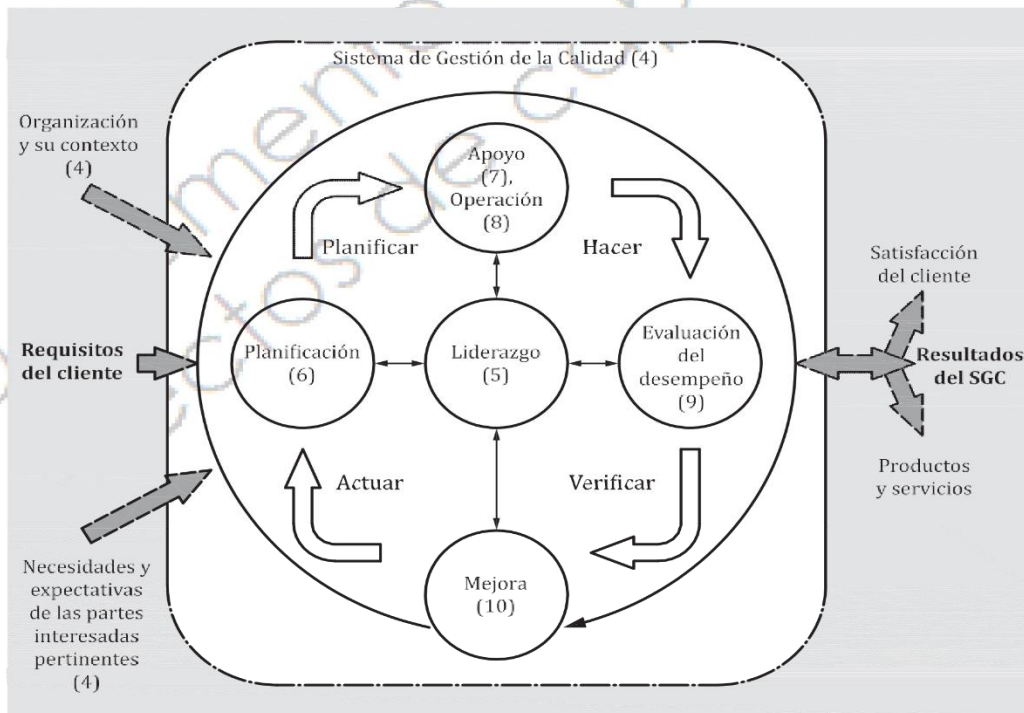 Sistema de Gestión de la Calidad (4)
Organización
y su contexto
(4)
Apoyo
(7),
Operación
(8)
Planificar
Hacer
Satisfacción
del cliente
Requisitos
del cliente
Planificación
(6)
Liderazgo
(5)
Evaluación
del
desempeño
(9)
Resultados
del SGC
Actuar
Verificar
Productos
y servicios
Necesidades y
expectativas
de las partes
interesadas
pertinentes
(4)
Mejora
(10)